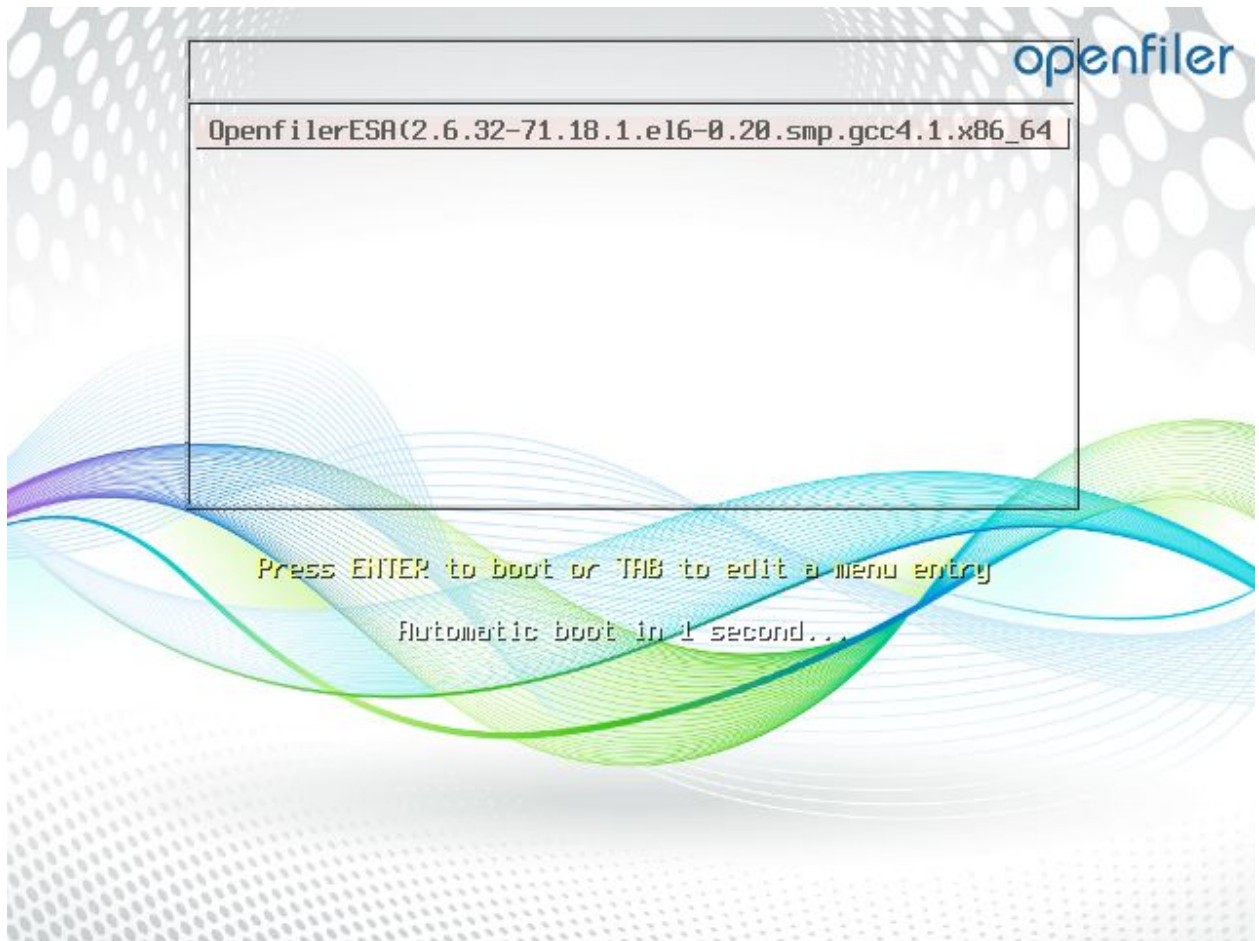 openfiler
OpenfilerESA(2.6.32-71.18.1.el6-0.20.smp.gcc4.1.x86_64
Press ENTER to boot or TAB to edit a menu entry
Automatic boot in 1 second...